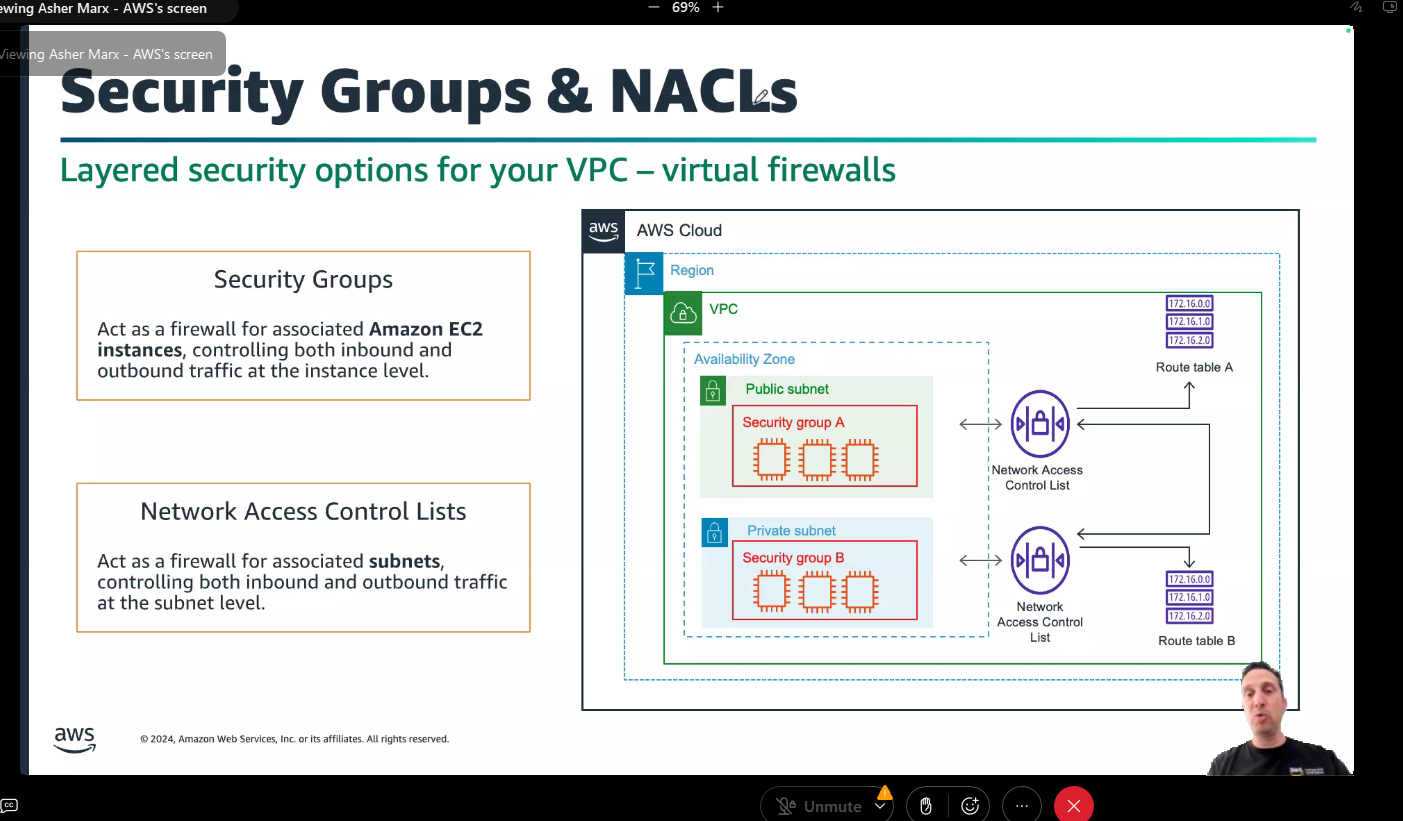 ewing Asher Marx - AWS's screen
69%
Viewing Asher Marx - AWS's screen
Security Groups & NACLs
Layered security options for your VPC – virtual firewalls
Security Groups
Act as a firewall for associated Amazon EC2
instances, controlling both inbound and
outbound traffic at the instance level.
Network Access Control Lists
Act as a firewall for associated subnets,
controlling both inbound and outbound traffic
at the subnet level.
aws
AWS Cloud
Region
VPC
Availability Zone
Public subnet
Security group A
Private subnet
Security group B
Network Access
Control List
Network
Access Control
List
172.16.0.0
172.16.1.0
172.16.2.0
Route table A
172.16.0.0
172.16.1.0
172.16.2.0
Route table B
aws
© 2024, Amazon Web Services, Inc. or its affiliates. All rights reserved.
aws
CC
Unmute